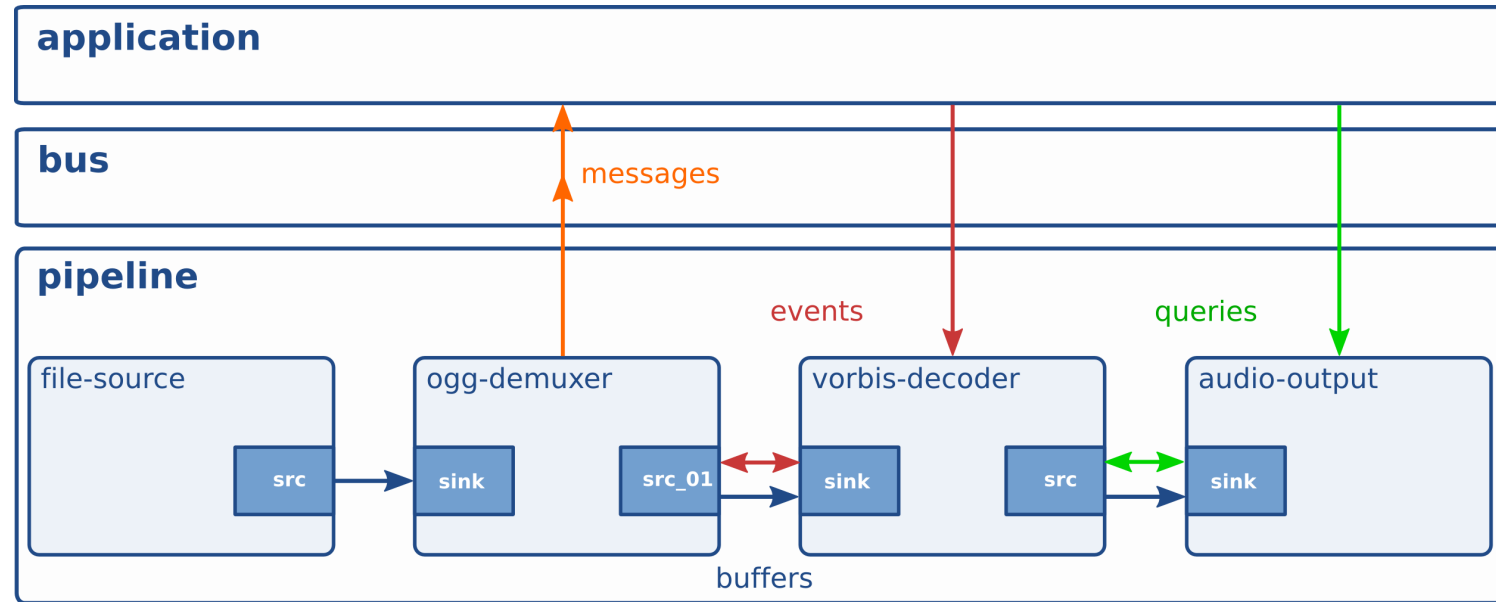 application
bus
messages
pipeline
events
queries
file-source
ogg-demuxer
vorbis-decoder
audio-output
src
sink
src_01
sink
src
sink
buffers